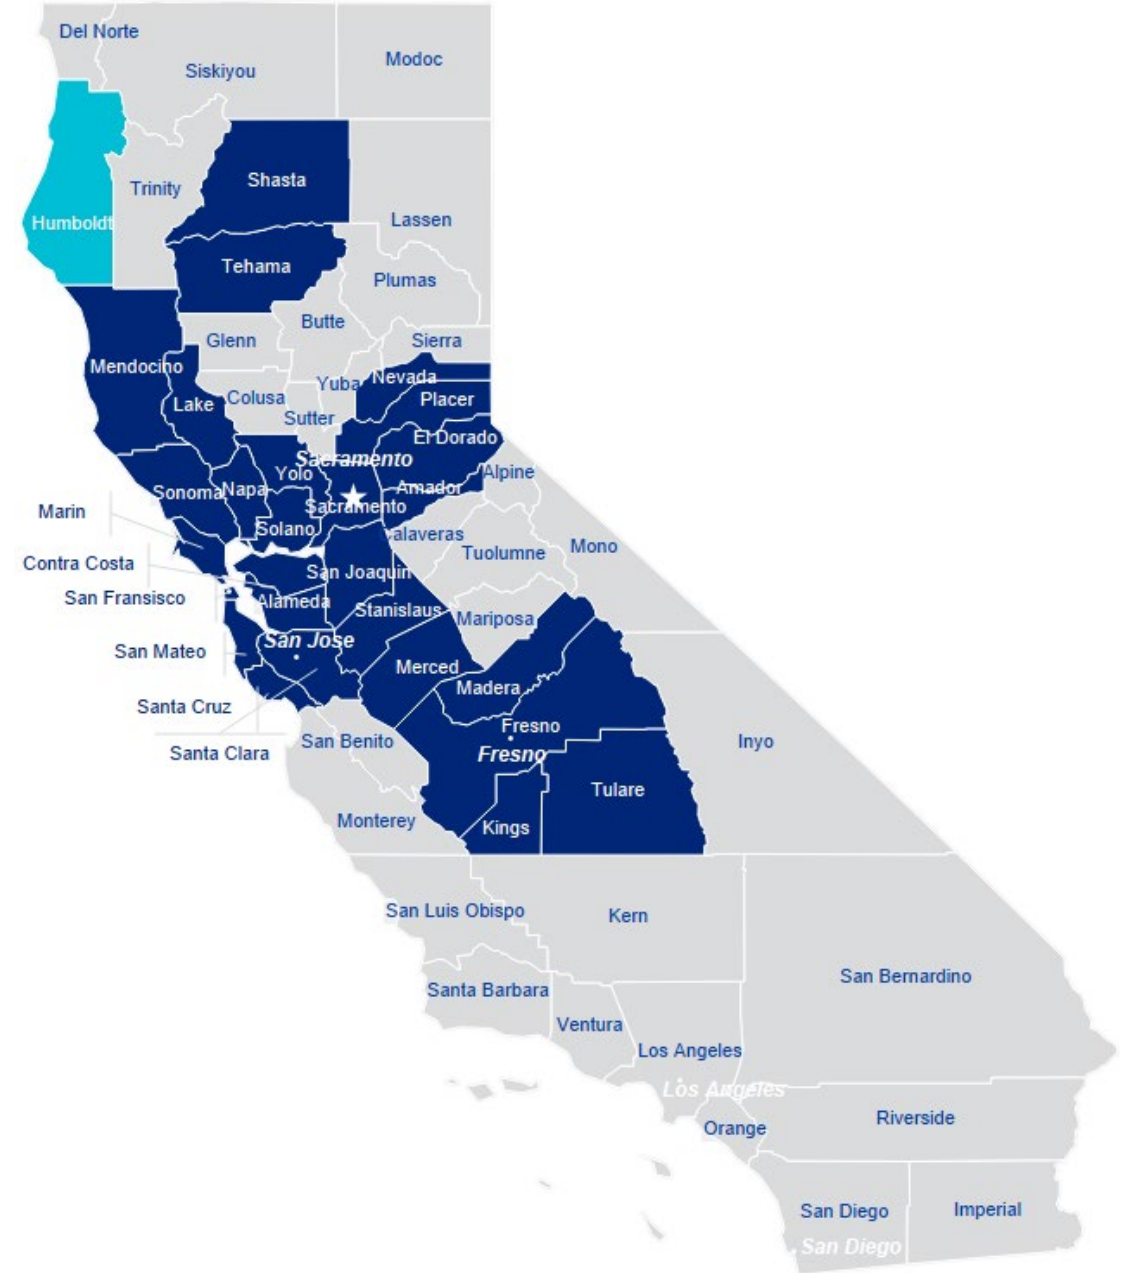 Del Norte
Siskiyou
Modoc
Shasta
Trinity
Humboldt
Lassen
Tehama
Plumas
Butte
Glenn
Sierra
Mendocino
Nevada
Yuba
Colusa
Placer
Lake
Sutter
El Dorado
Sacramento
Yolo
Alpine
Amador
Sonoma
Napa
Sacramento
Marin
Solano
Calaveras
Mono
Tuolumne
Contra Costa
San Joaquin
San Fransisco
Alameda
Stanislaus
Mariposa
San Jose
San Mateo
Merced
Madera
Santa Cruz
Fresno
San Benito
Inyo
Santa Clara
Fresno
Tulare
Monterey
Kings
San Luis Obispo
Kern
San Bernardino
Santa Barbara
Ventura
Los Angeles
Los Angeles
Riverside
Orange
San Diego
Imperial
San Diego